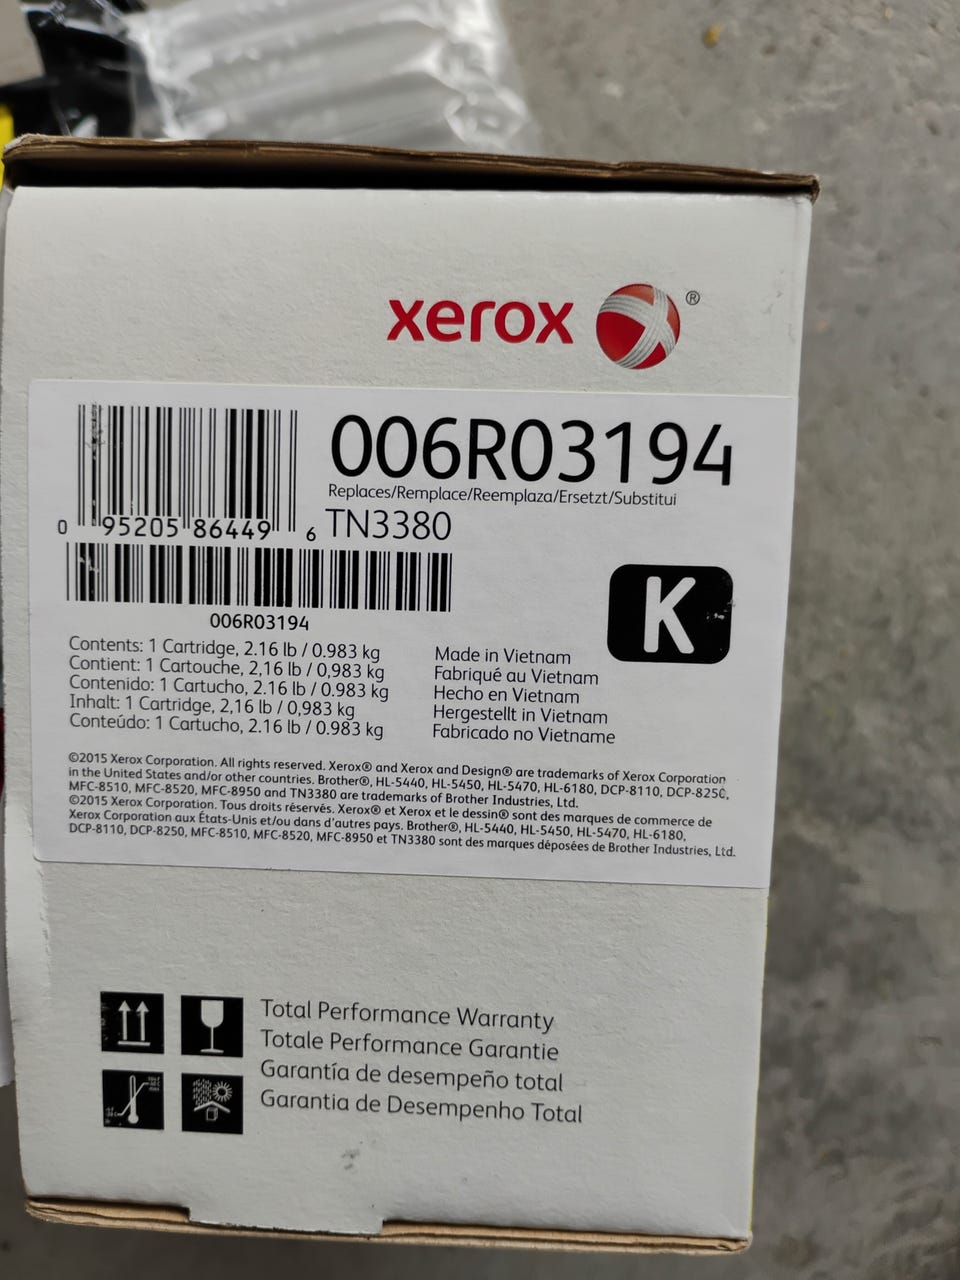 xerox ®
006R03194
Replaces/Remplace/Reemplaza/Ersetzt/Substitui
TN3380
0 95205 86449 6
006R03194
K
Contents: 1 Cartridge, 2.16 lb / 0.983 kg
Contient: 1 Cartouche, 2,16 lb / 0,983 kg
Contenido: 1 Cartucho, 2.16 lb / 0.983 kg
Inhalt: 1 Cartridge, 2,16 lb / 0,983 kg
Conteúdo: 1 Cartucho, 2.16 lb / 0.983 kg
Made in Vietnam
Fabriqué au Vietnam
Hecho en Vietnam
Hergestellt in Vietnam
Fabricado no Vietname
©2015 Xerox Corporation. All rights reserved. Xerox® and Xerox and Design® are trademarks of Xerox Corporation
in the United States and/or other countries. Brother®, HL-5440, HL-5450, HL-5470, HL-6180, DCP-8110, DCP-8250,
MFC-8510, MFC-8520, MFC-8950 and TN3380 are trademarks of Brother Industries, Ltd.
©2015 Xerox Corporation. Tous droits réservés. Xerox® et Xerox et le dessin® sont des marques de commerce de
Xerox Corporation aux États-Unis et/ou dans d'autres pays. Brother®, HL-5440, HL-5450, HL-5470, HL-6180,
DCP-8110, DCP-8250, MFC-8510, MFC-8520, MFC-8950 et TN3380 sont des marques déposées de Brother Industries, Ltd.
Total Performance Warranty
Totale Performance Garantie
Garantía de desempeño total
Garantia de Desempenho Total